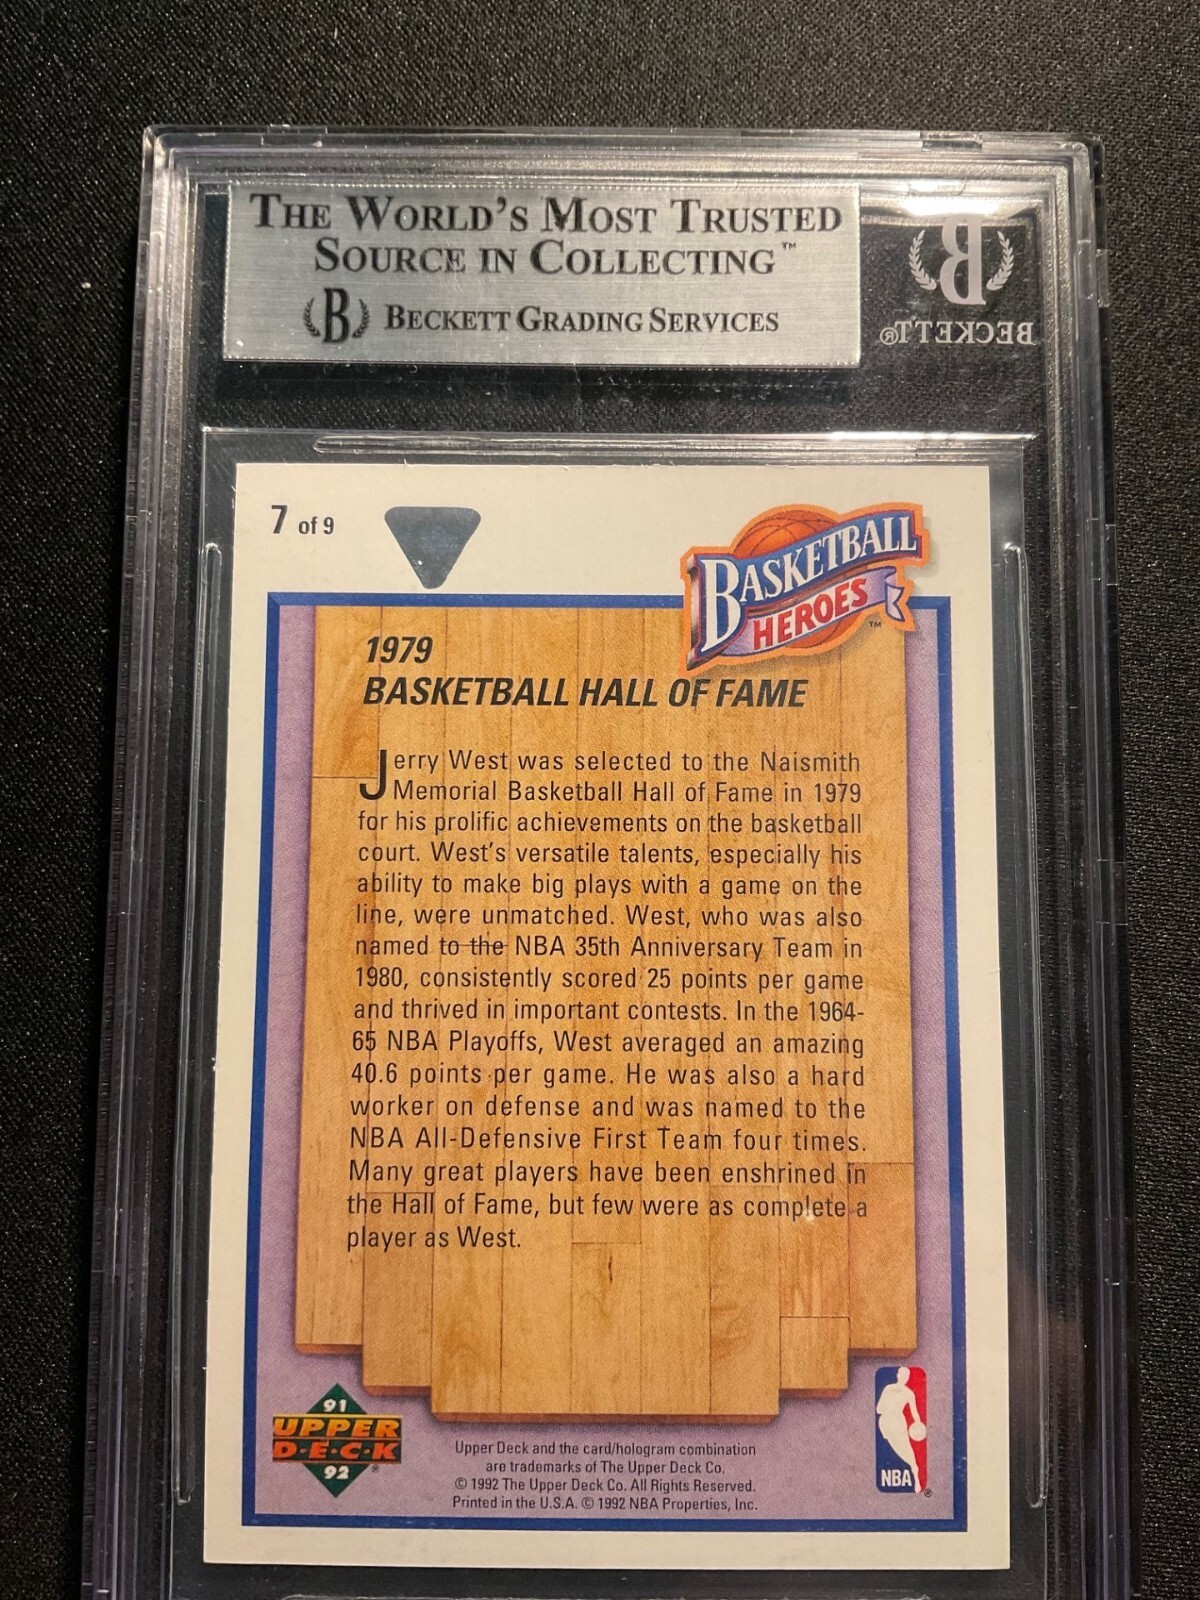 THE WORLD'S MOST TRUSTED
SOURCE IN COLLECTING™
B BECKETT GRADING SERVICES
B
BECKETT®
7 of 9
BASKETBALL
HEROES™
1979
BASKETBALL HALL OF FAME
Jerry West was selected to the Naismith
Memorial Basketball Hall of Fame in 1979
for his prolific achievements on the basketball
court. West's versatile talents, especially his
ability to make big plays with a game on the
line, were unmatched. West, who was also
named to the NBA 35th Anniversary Team in
1980, consistently scored 25 points per game
and thrived in important contests. In the 1964-
65 NBA Playoffs, West averaged an amazing
40.6 points per game. He was also a hard
worker on defense and was named to the
NBA All-Defensive First Team four times.
Many great players have been enshrined in
the Hall of Fame, but few were as complete a
player as West.
91
UPPER
D·E·C·K®
92
Upper Deck and the card/hologram combination
are trademarks of The Upper Deck Co.
© 1992 The Upper Deck Co. All Rights Reserved.
Printed in the U.S.A. © 1992 NBA Properties, Inc.
NBA®